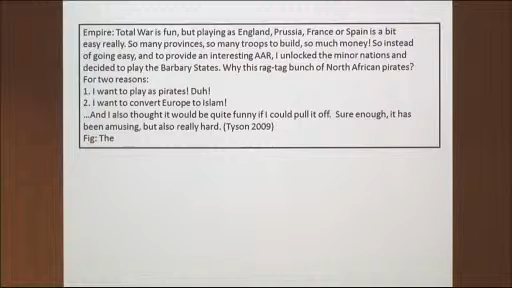 Empire: Total War is fun, but playing as England, Prussia, France or Spain is a bit
easy really. So many provinces, so many troops to build, so much money! So instead
of going easy, and to provide an interesting AAR, I unlocked the minor nations and
decided to play the Barbary States. Why this rag-tag bunch of North African pirates?
For two reasons:
1. I want to play as pirates! Duh!
2. I want to convert Europe to Islam!
...And I also thought it would be quite funny if I could pull it off. Sure enough, it has
been amusing, but also really hard. (Tyson 2009)
Fig: The